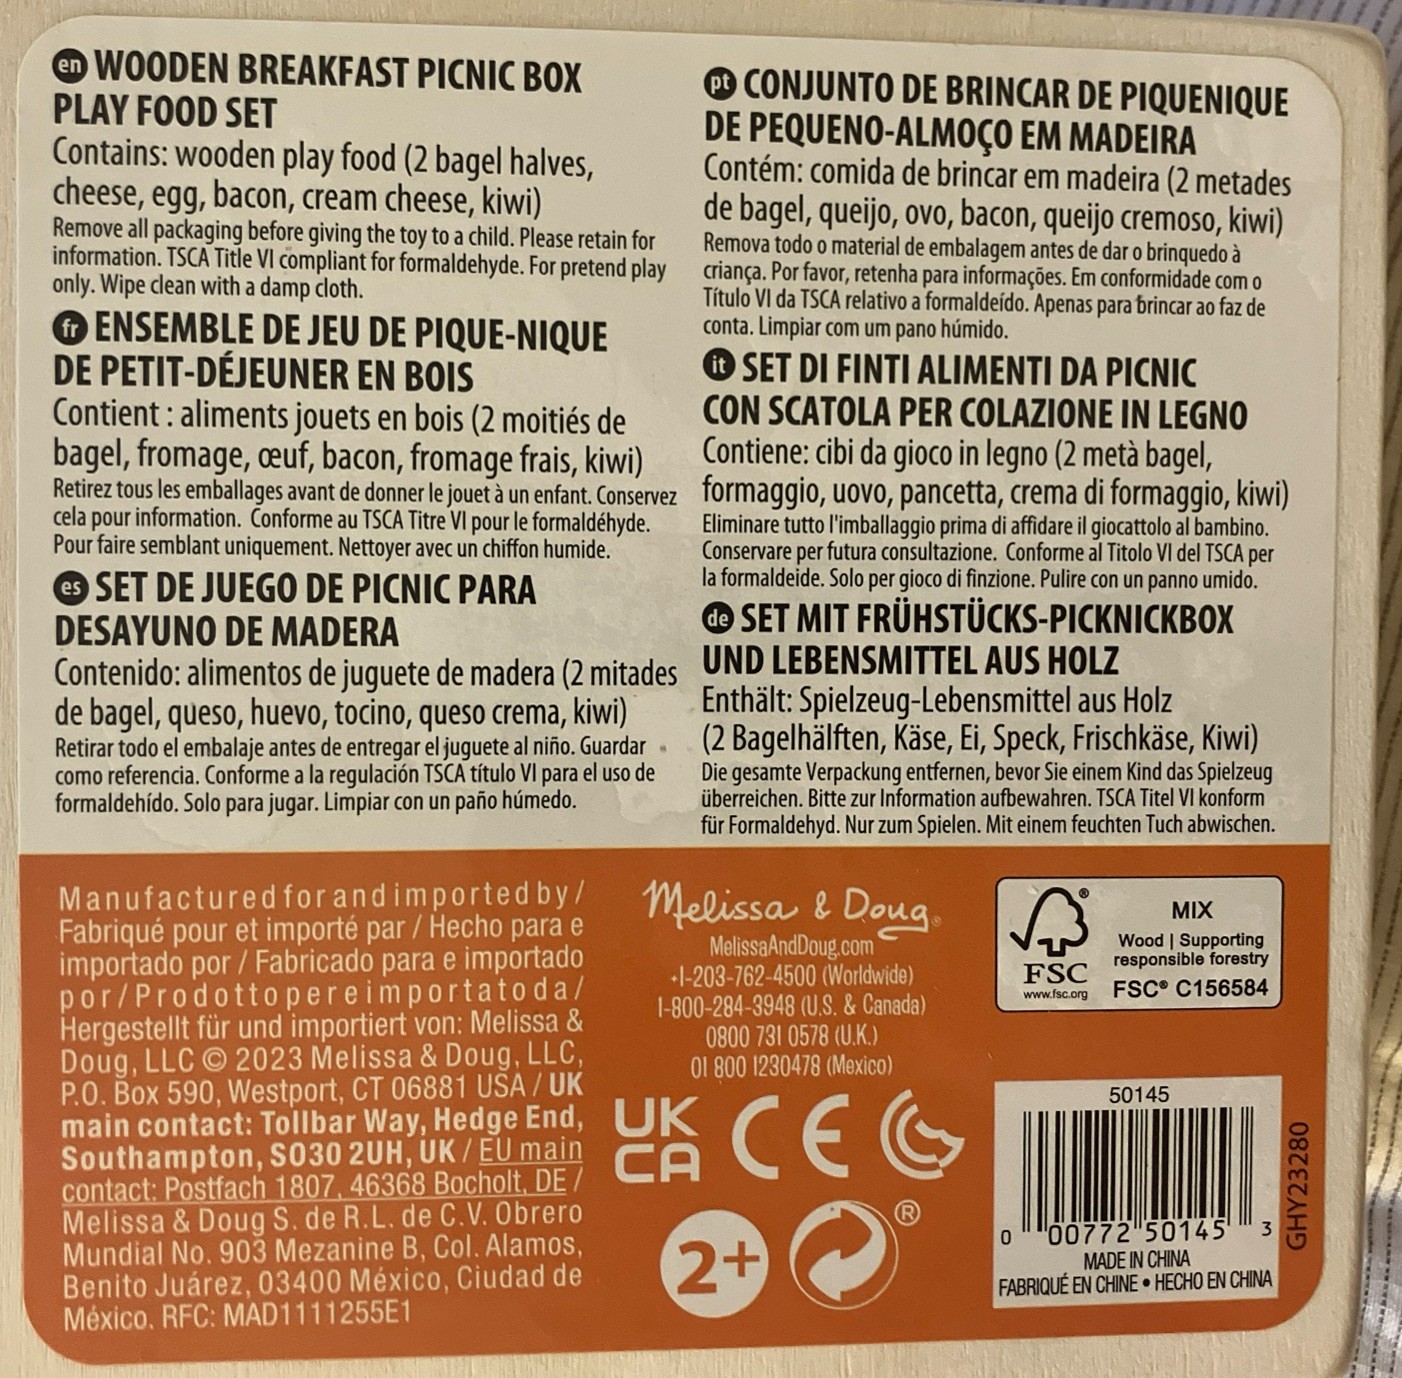 en WOODEN BREAKFAST PICNIC BOX
PLAY FOOD SET
Contains: wooden play food (2 bagel halves,
cheese, egg, bacon, cream cheese, kiwi)
Remove all packaging before giving the toy to a child. Please retain for
information. TSCA Title VI compliant for formaldehyde. For pretend play
only. Wipe clean with a damp cloth.
fr ENSEMBLE DE JEU DE PIQUE-NIQUE
DE PETIT-DÉJEUNER EN BOIS
Contient : aliments jouets en bois (2 moitiés de
bagel, fromage, œuf, bacon, fromage frais, kiwi)
Retirez tous les emballages avant de donner le jouet à un enfant. Conservez
cela pour information. Conforme au TSCA Titre VI pour le formaldéhyde.
Pour faire semblant uniquement. Nettoyer avec un chiffon humide.
es SET DE JUEGO DE PICNIC PARA
DESAYUNO DE MADERA
Contenido: alimentos de juguete de madera (2 mitades
de bagel, queso, huevo, tocino, queso crema, kiwi)
Retirar todo el embalaje antes de entregar el juguete al niño. Guardar
como referencia. Conforme a la regulación TSCA título VI para el uso de
formaldehído. Solo para jugar. Limpiar con un paño húmedo.
pt CONJUNTO DE BRINCAR DE PIQUENIQUE
DE PEQUENO-ALMOÇO EM MADEIRA
Contém: comida de brincar em madeira (2 metades
de bagel, queijo, ovo, bacon, queijo cremoso, kiwi)
Remova todo o material de embalagem antes de dar o brinquedo à
criança. Por favor, retenha para informações. Em conformidade com o
Título VI da TSCA relativo a formaldeído. Apenas para brincar ao faz de
conta. Limpiar com um pano húmido.
it SET DI FINTI ALIMENTI DA PICNIC
CON SCATOLA PER COLAZIONE IN LEGNO
Contiene: cibi da gioco in legno (2 metà bagel,
formaggio, uovo, pancetta, crema di formaggio, kiwi)
Eliminare tutto l'imballaggio prima di affidare il giocattolo al bambino.
Conservare per futura consultazione. Conforme al Titolo VI del TSCA per
la formaldeide. Solo per gioco di finzione. Pulire con un panno umido.
de SET MIT FRÜHSTÜCKS-PICKNICKBOX
UND LEBENSMITTEL AUS HOLZ
Enthält: Spielzeug-Lebensmittel aus Holz
(2 Bagelhälften, Käse, Ei, Speck, Frischkäse, Kiwi)
Die gesamte Verpackung entfernen, bevor Sie einem Kind das Spielzeug
überreichen. Bitte zur Information aufbewahren. TSCA Titel VI konform
für Formaldehyd. Nur zum Spielen. Mit einem feuchten Tuch abwischen.
Manufactured for and imported by /
Fabriqué pour et importé par / Hecho para e
importado por / Fabricado para e importado
por / Prodotto per e importato da /
Hergestellt für und importiert von: Melissa &
Doug, LLC © 2023 Melissa & Doug, LLC,
P.O. Box 590, Westport, CT 06881 USA / UK
main contact: Tollbar Way, Hedge End,
Southampton, SO30 2UH, UK / EU main
contact: Postfach 1807, 46368 Bocholt, DE /
Melissa & Doug S. de R.L. de C.V. Obrero
Mundial No. 903 Mezanine B, Col. Alamos,
Benito Juárez, 03400 México, Ciudad de
México. RFC: MAD1111255E1
Melissa & Doug®
MelissaAndDoug.com
+1-203-762-4500 (Worldwide)
1-800-284-3948 (U.S. & Canada)
0800 731 0578 (U.K.)
01 800 1230478 (Mexico)
UK
CA
CE
2+
®
®
FSC
www.fsc.org
MIX
Wood | Supporting
responsible forestry
FSC® C156584
50145
0 00772 50145 3
MADE IN CHINA
FABRIQUÉ EN CHINE • HECHO EN CHINA
GHY23280